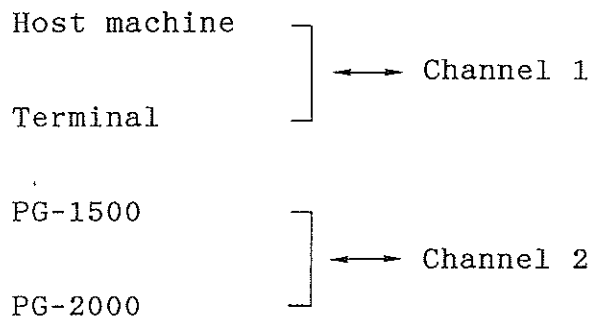 Host machine
Channel 1
Terminal
PG-1500
Channel 2
PG-2000